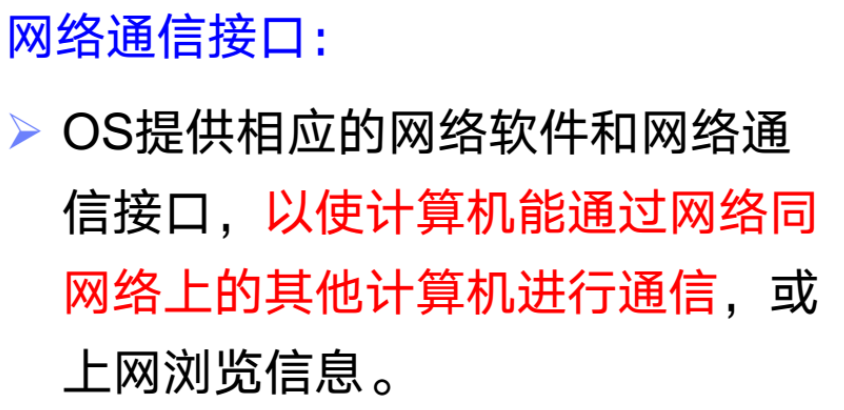 网络通信接口:
➢ OS提供相应的网络软件和网络通
信接口，以使计算机能通过网络同
网络上的其他计算机进行通信，或
上网浏览信息。